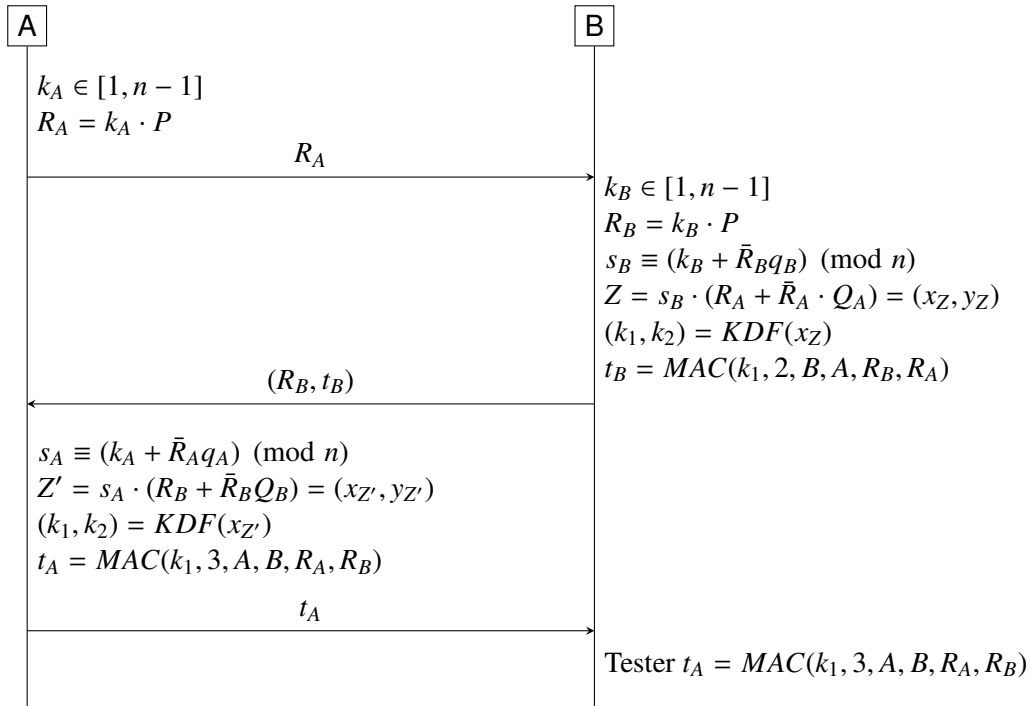 A
B
k_A ∈ [1, n − 1]
R_A = k_A · P
R_A
k_B ∈ [1, n − 1]
R_B = k_B · P
s_B ≡ (k_B + R̄_B q_B) (mod n)
Z = s_B · (R_A + R̄_A · Q_A) = (x_Z, y_Z)
(k_1, k_2) = KDF(x_Z)
t_B = MAC(k_1, 2, B, A, R_B, R_A)
(R_B, t_B)
s_A ≡ (k_A + R̄_A q_A) (mod n)
Z′ = s_A · (R_B + R̄_B Q_B) = (x_Z′, y_Z′)
(k_1, k_2) = KDF(x_Z′)
t_A = MAC(k_1, 3, A, B, R_A, R_B)
t_A
Tester t_A = MAC(k_1, 3, A, B, R_A, R_B)